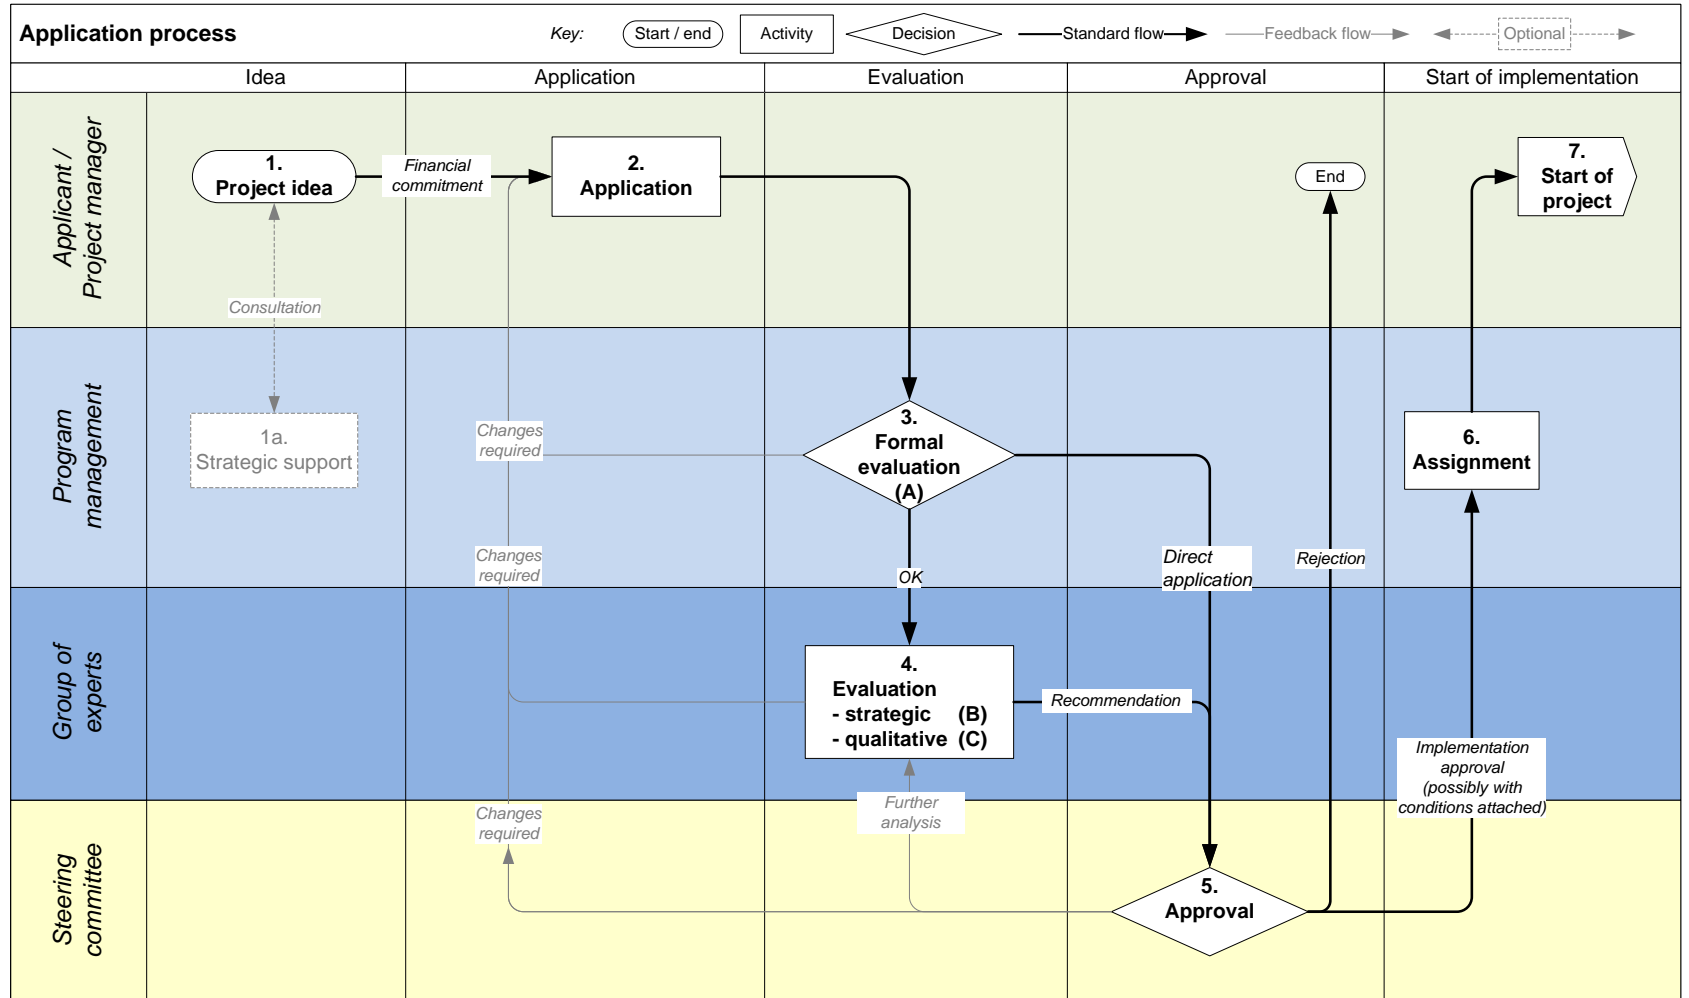 Application process
Key:
Start / end
Activity
Decision
Standard flow
Feedback flow
Optional
Idea
Application
Evaluation
Approval
Start of implementation
Applicant /
Project manager
1.
Project idea
Financial
commitment
2.
Application
End
7.
Start of
project
Consultation
Program
management
1a.
Strategic support
Changes
required
3.
Formal
evaluation
(A)
6.
Assignment
Changes
required
OK
Direct
application
Rejection
Group of
experts
4.
Evaluation
- strategic (B)
- qualitative (C)
Recommendation
Implementation
approval
(possibly with
conditions attached)
Steering
committee
Changes
required
Further
analysis
5.
Approval